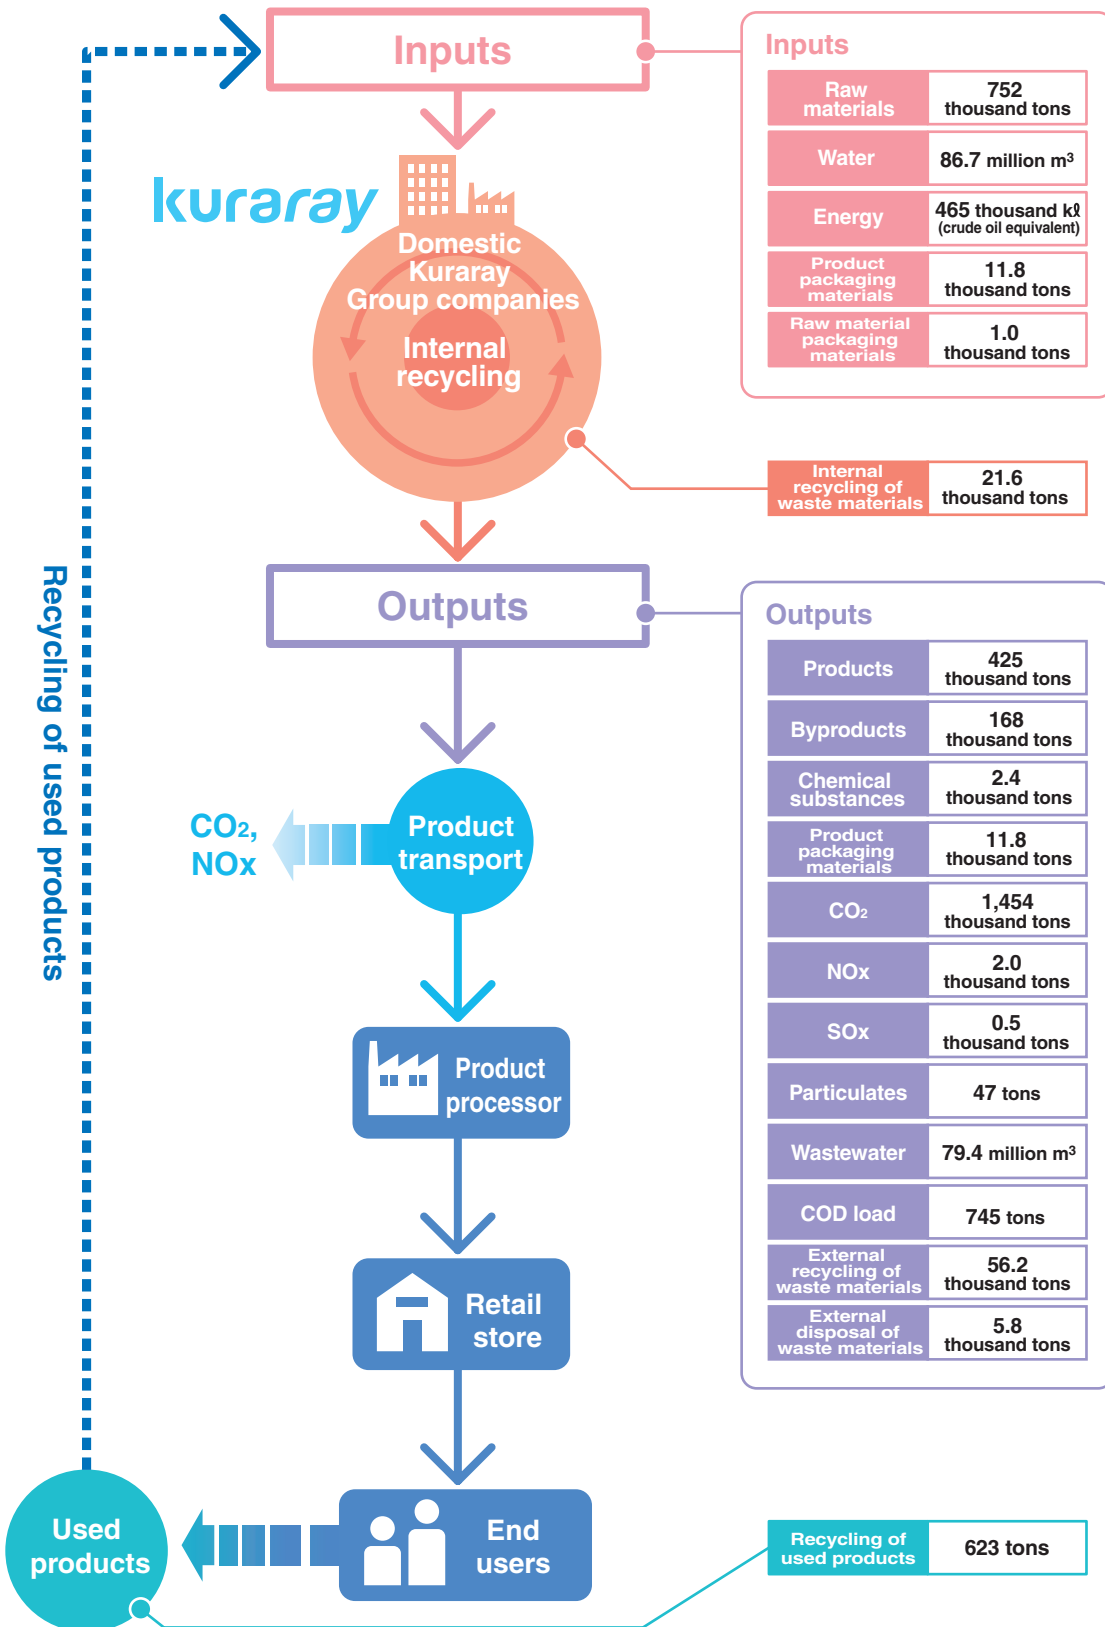 Inputs
kuraray
Domestic
Kuraray
Group companies
Internal
recycling
Outputs
CO2,
NOx
Product
transport
Product
processor
Retail
store
End
users
Used
products
Recycling of used products
Inputs
Raw
materials
752
thousand tons
Water
86.7 million m³
Energy
465 thousand kℓ
(crude oil equivalent)
Product
packaging
materials
11.8
thousand tons
Raw material
packaging
materials
1.0
thousand tons
Internal
recycling of
waste materials
21.6
thousand tons
Outputs
Products
425
thousand tons
Byproducts
168
thousand tons
Chemical
substances
2.4
thousand tons
Product
packaging
materials
11.8
thousand tons
CO2
1,454
thousand tons
NOx
2.0
thousand tons
SOx
0.5
thousand tons
Particulates
47 tons
Wastewater
79.4 million m³
COD load
745 tons
External
recycling of
waste materials
56.2
thousand tons
External
disposal of
waste materials
5.8
thousand tons
Recycling of
used products
623 tons